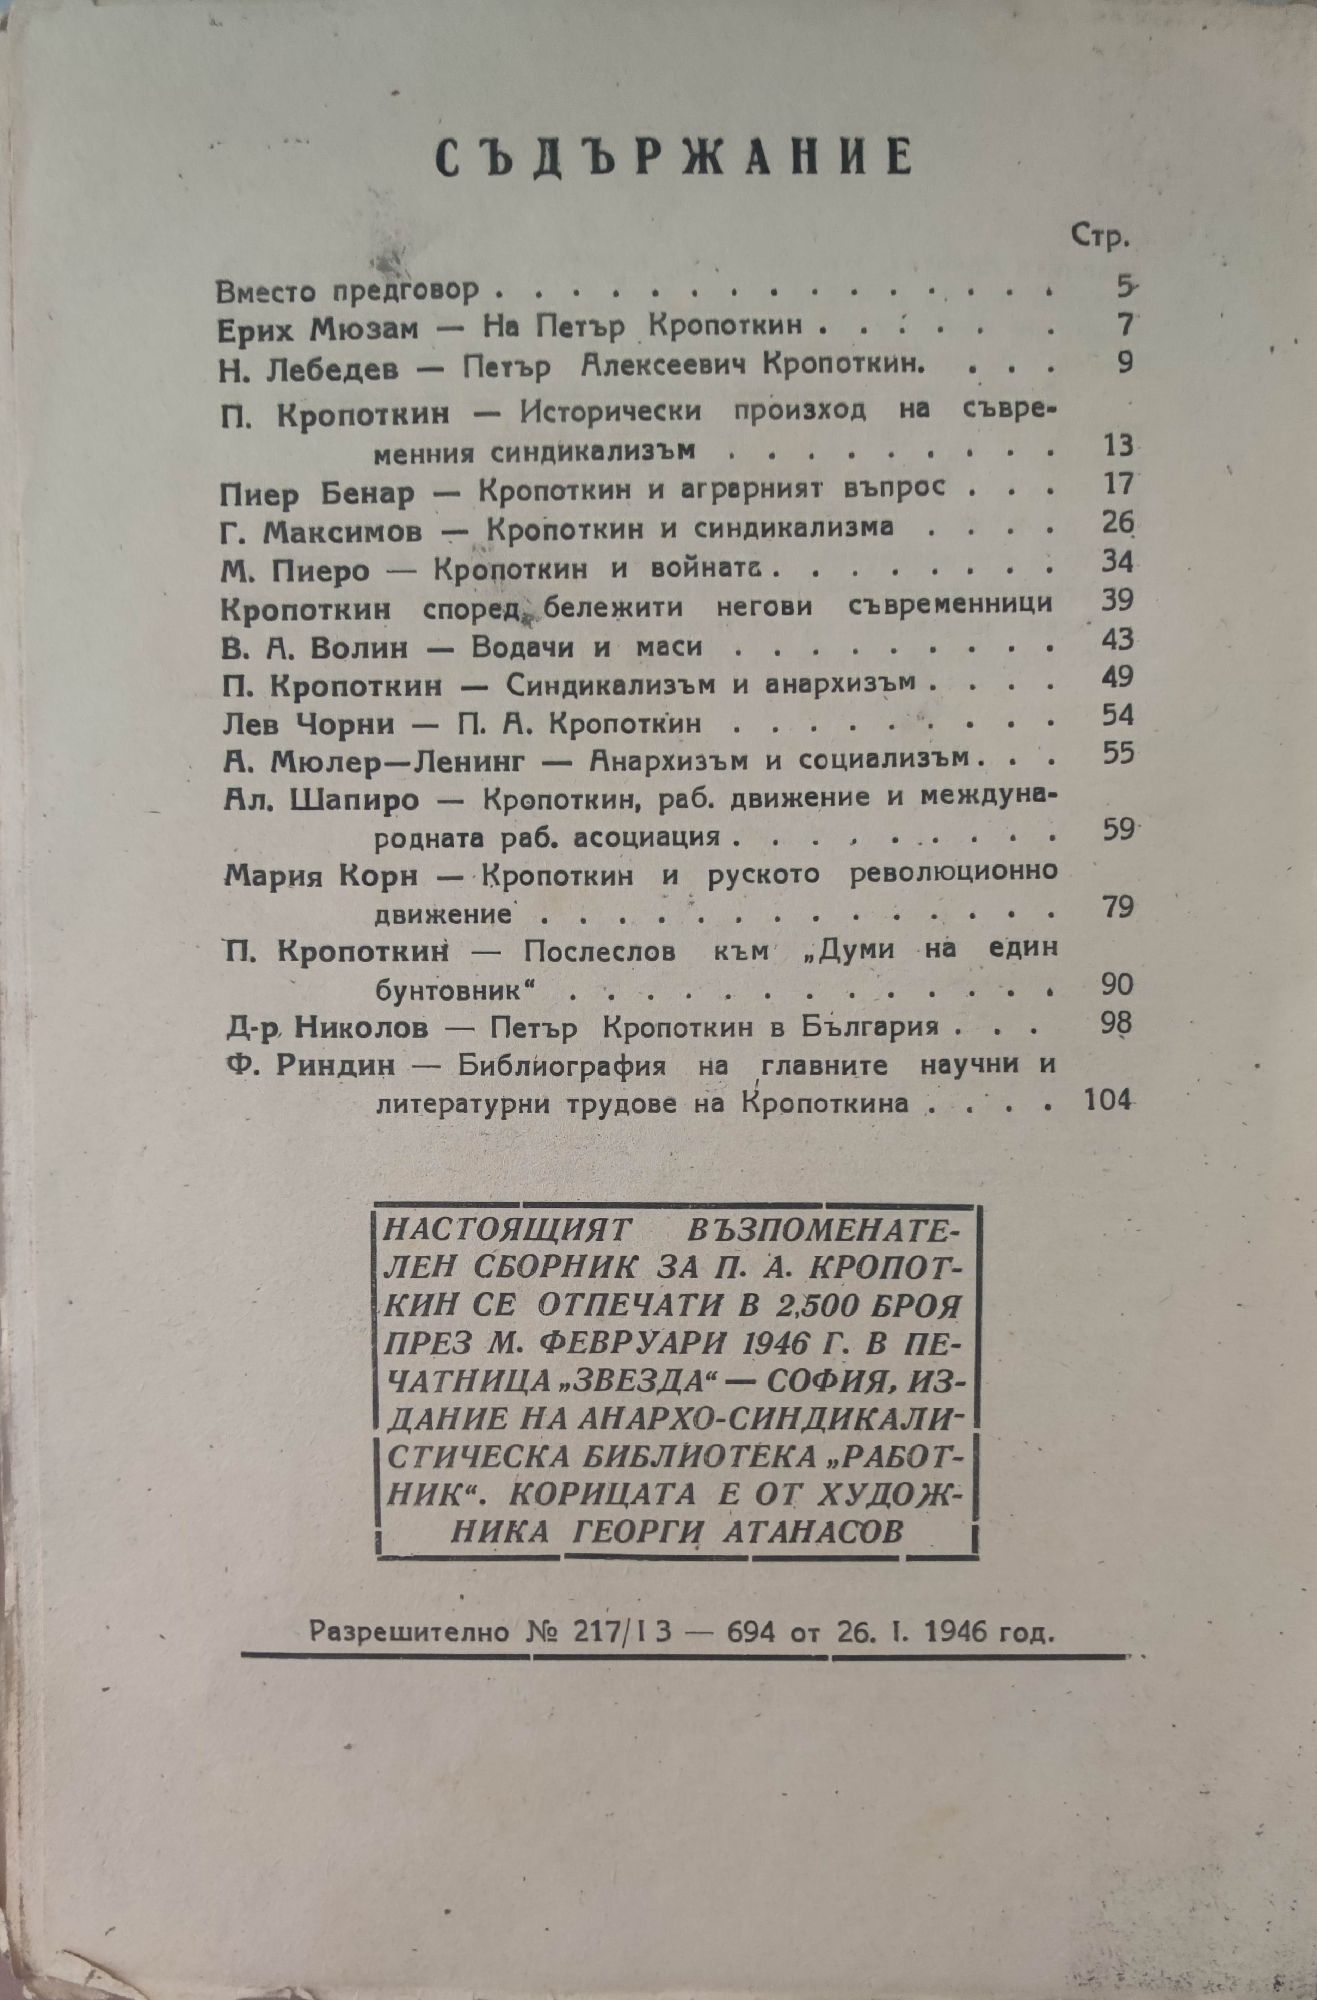 СЪДЪРЖАНИЕ
Стр.
Вместо предговор . . . . . . . . . . . . . . . 5
Ерих Мюзам — На Петър Кропоткин . . . . . . 7
Н. Лебедев — Петър Алексеевич Кропоткин. . . . 9
П. Кропоткин — Исторически произход на съвре-
менния синдикализъм . . . . . . . . . 13
Пиер Бенар — Кропоткин и аграрният въпрос . . . 17
Г. Максимов — Кропоткин и синдикализма . . . . 26
М. Пиеро — Кропоткин и войната . . . . . . . . 34
Кропоткин според бележити негови съвременници 39
В. А. Волин — Водачи и маси . . . . . . . . . 43
П. Кропоткин — Синдикализъм и анархизъм . . . . 49
Лев Чорни — П. А. Кропоткин . . . . . . . . . 54
А. Мюлер—Ленинг — Анархизъм и социализъм . . . 55
Ал. Шапиро — Кропоткин, раб. движение и междуна-
родната раб. асоциация . . . . . . . . . 59
Мария Корн — Кропоткин и руското революционно
движение . . . . . . . . . . . . . . 79
П. Кропоткин — Послеслов към „Думи на един
бунтовник“ . . . . . . . . . . . . . 90
Д-р Николов — Петър Кропоткин в България . . . 98
Ф. Риндин — Библиография на главните научни и
литературни трудове на Кропоткина . . . . 104
НАСТОЯЩИЯТ ВЪЗПОМЕНАТЕ-
ЛЕН СБОРНИК ЗА П. А. КРОПОТ-
КИН СЕ ОТПЕЧАТИ В 2,500 БРОЯ
ПРЕЗ М. ФЕВРУАРИ 1946 Г. В ПЕ-
ЧАТНИЦА „ЗВЕЗДА“ — СОФИЯ, ИЗ-
ДАНИЕ НА АНАРХО-СИНДИКАЛИ-
СТИЧЕСКА БИБЛИОТЕКА „РАБОТ-
НИК“. КОРИЦАТА Е ОТ ХУДОЖ-
НИКА ГЕОРГИ АТАНАСОВ
Разрешително № 217/I 3 — 694 от 26. I. 1946 год.